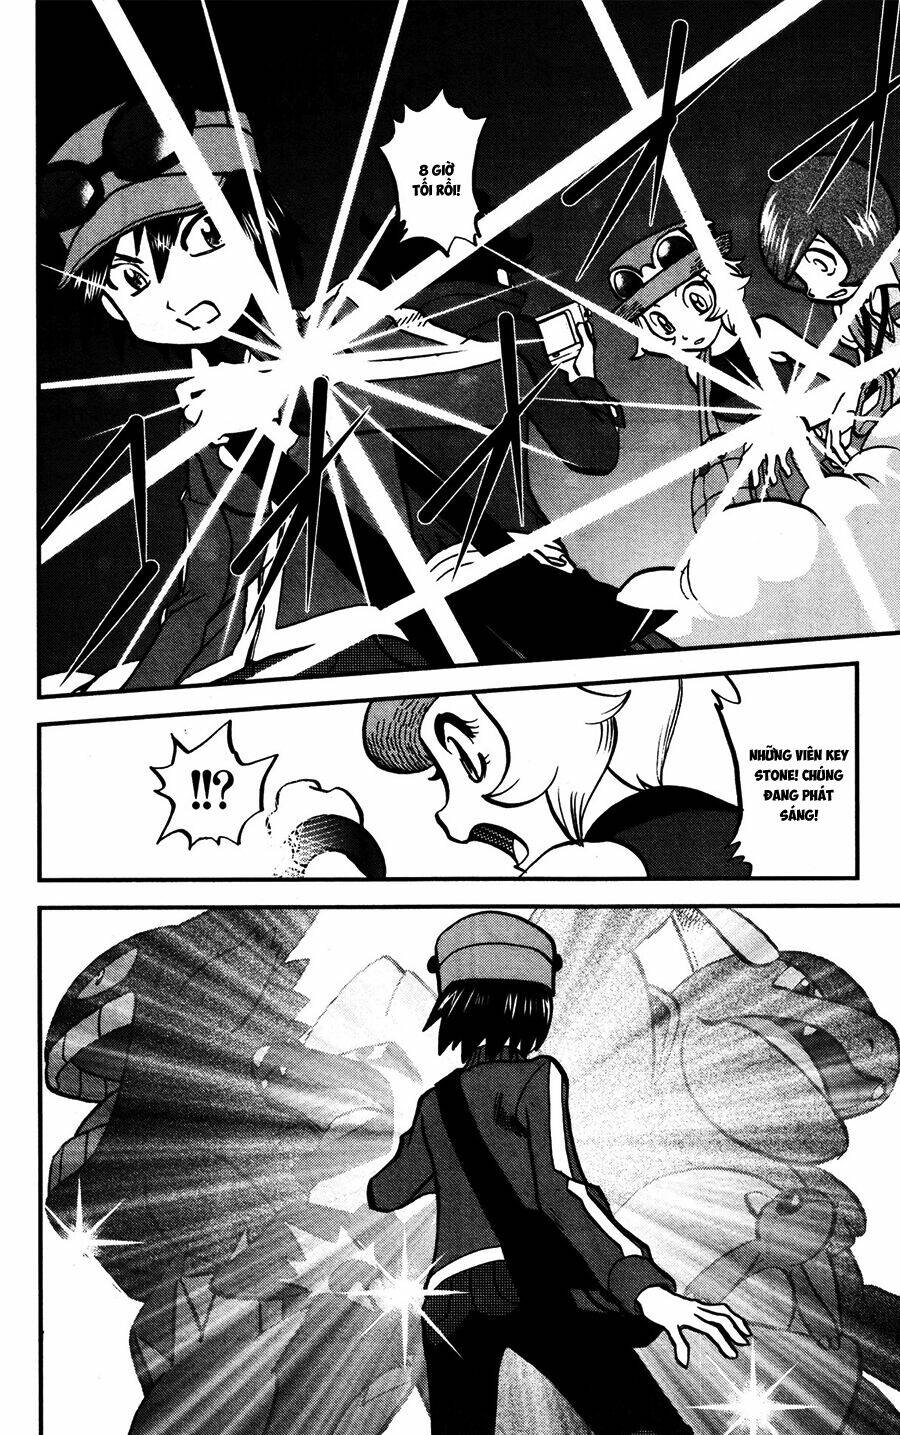 8 GIỜ
TỐI RỒI!
NHỮNG VIÊN KEY
STONE! CHÚNG
ĐANG PHÁT
SÁNG!
!!?